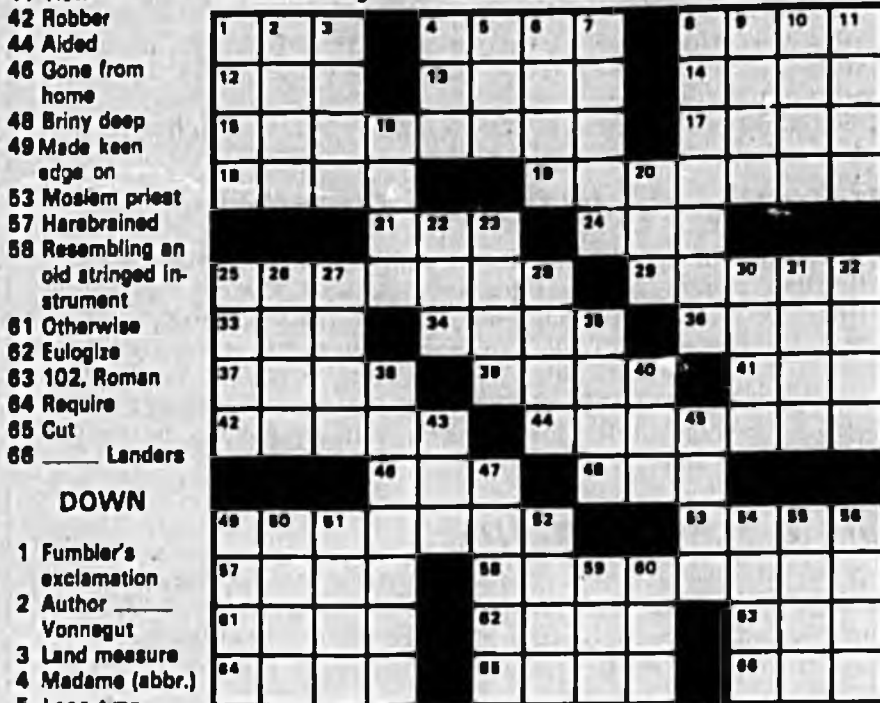 42 Robber
44 Aided
46 Gone from
home
48 Briny deep
49 Made keen
edge on
53 Moslem priest
57 Harebrained
58 Resembling an
old stringed in-
strument
61 Otherwise
62 Eulogize
63 102, Roman
64 Require
65 Cut
66 _____ Landers
DOWN
1 Fumbler's
exclamation
2 Author _____
Vonnegut
3 Land measure
4 Madame (abbr.)
1 2 3 4 5 6 7 8 9 10 11
12 13 14
15 16 17
18 19 20
21 22 23 24
25 26 27 28 29 30 31 32
33 34 35 36
37 38 39 40 41
42 43 44 45
46 47 48
49 50 51 52 53 54 55 56
57 58 59 60
61 62 63
64 65 66